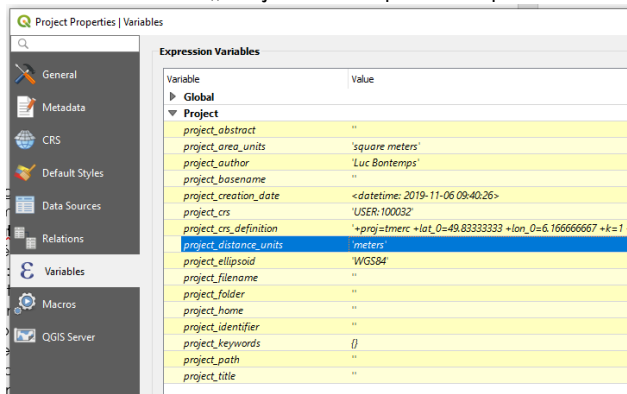 Project Properties | Variables
Expression Variables
General
Metadata
CRS
Default Styles
Data Sources
Relations
Variables
Macros
QGIS Server
Variable Value
Global
Project
project_abstract ''
project_area_units 'square meters'
project_author 'Luc Bontemps'
project_basename ''
project_creation_date <datetime: 2019-11-06 09:40:26>
project_crs 'USER:100032'
project_crs_definition '+proj=tmerc +lat_0=49.83333333 +lon_0=6.166666667 +k=1
project_distance_units 'meters'
project_ellipsoid 'WGS84'
project_filename ''
project_folder ''
project_home ''
project_identifier ''
project_keywords {}
project_path ''
project_title ''